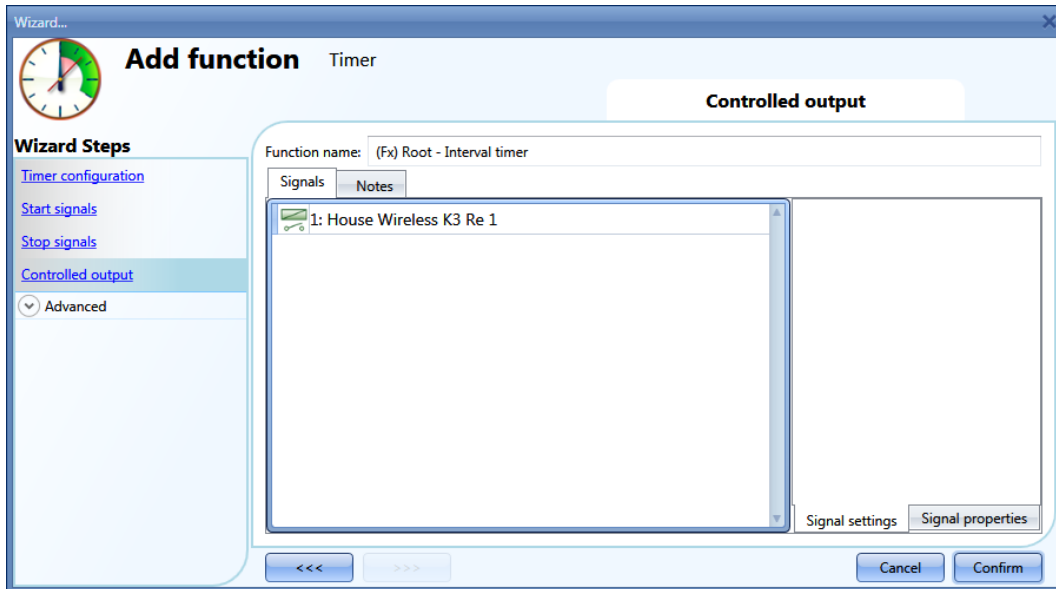 Wizard...
Add function Timer
Controlled output
Wizard Steps
Timer configuration
Start signals
Stop signals
Controlled output
Advanced
Function name: (Fx) Root - Interval timer
Signals Notes
1: House Wireless K3 Re 1
Signal settings Signal properties
<<< >>> Cancel Confirm